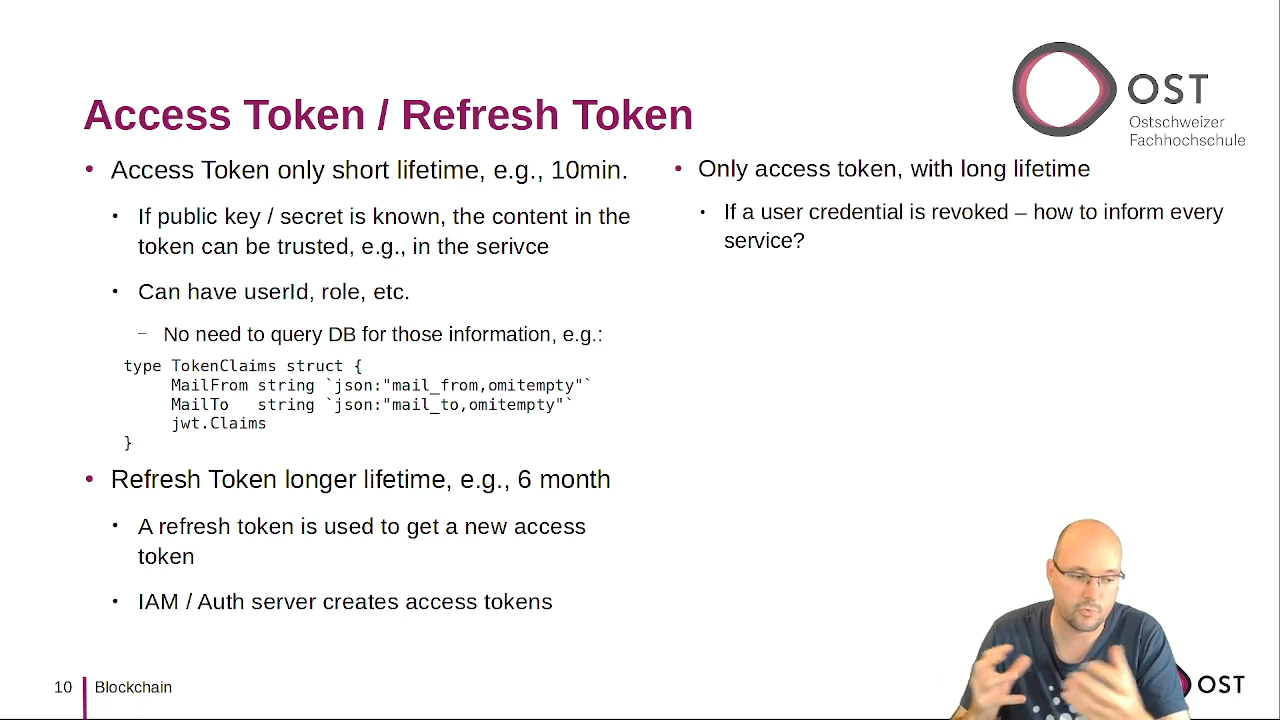 OST
Ostschweizer
Fachhochschule
Access Token / Refresh Token
• Access Token only short lifetime, e.g., 10min.
• If public key / secret is known, the content in the
token can be trusted, e.g., in the serivce
• Can have userId, role, etc.
– No need to query DB for those information, e.g.:
type TokenClaims struct {
MailFrom string `json:"mail_from,omitempty"`
MailTo   string `json:"mail_to,omitempty"`
jwt.Claims
}
• Refresh Token longer lifetime, e.g., 6 month
• A refresh token is used to get a new access
token
• IAM / Auth server creates access tokens
• Only access token, with long lifetime
• If a user credential is revoked – how to inform every
service?
10 Blockchain
OST